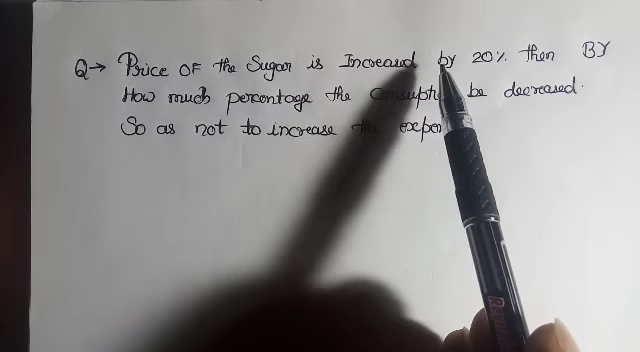 Q→ Price OF the Sugar is Increased by 20% then BY
How much percentage the be decreased.
So as not to increase the